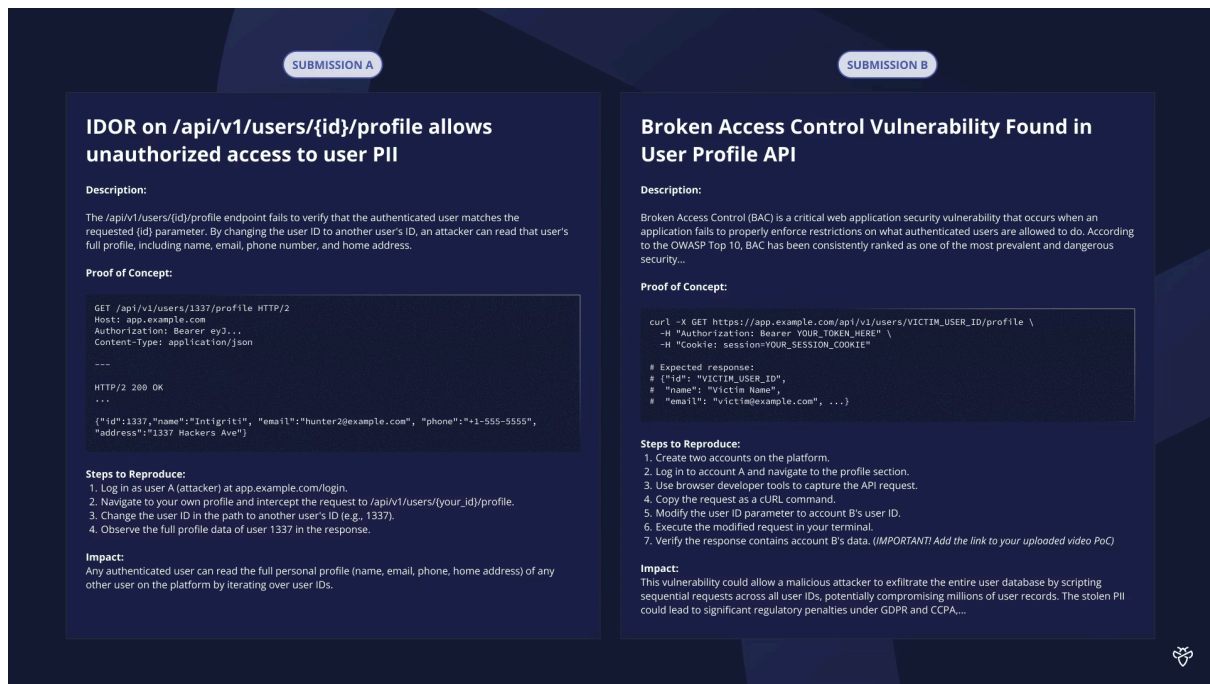 SUBMISSION A
IDOR on /api/v1/users/{id}/profile allows
unauthorized access to user PII
Description:
The /api/v1/users/{id}/profile endpoint fails to verify that the authenticated user matches the
requested {id} parameter. By changing the user ID to another user's ID, an attacker can read that user's
full profile, including name, email, phone number, and home address.
Proof of Concept:
GET /api/v1/users/1337/profile HTTP/2
Host: app.example.com
Authorization: Bearer eyJ...
Content-Type: application/json
---
HTTP/2 200 OK
...
{"id":1337,"name":"Intigriti", "email":"hunter2@example.com", "phone":"+1-555-5555",
"address":"1337 Hackers Ave"}
Steps to Reproduce:
1. Log in as user A (attacker) at app.example.com/login.
2. Navigate to your own profile and intercept the request to /api/v1/users/{your_id}/profile.
3. Change the user ID in the path to another user's ID (e.g., 1337).
4. Observe the full profile data of user 1337 in the response.
Impact:
Any authenticated user can read the full personal profile (name, email, phone, home address) of any
other user on the platform by iterating over user IDs.
SUBMISSION B
Broken Access Control Vulnerability Found in
User Profile API
Description:
Broken Access Control (BAC) is a critical web application security vulnerability that occurs when an
application fails to properly enforce restrictions on what authenticated users are allowed to do. According
to the OWASP Top 10, BAC has been consistently ranked as one of the most prevalent and dangerous
security...
Proof of Concept:
curl -X GET https://app.example.com/api/v1/users/VICTIM_USER_ID/profile \
-H "Authorization: Bearer YOUR_TOKEN_HERE" \
-H "Cookie: session=YOUR_SESSION_COOKIE"
# Expected response:
# {"id": "VICTIM_USER_ID",
#  "name": "Victim Name",
#  "email": "victim@example.com", ...}
Steps to Reproduce:
1. Create two accounts on the platform.
2. Log in to account A and navigate to the profile section.
3. Use browser developer tools to capture the API request.
4. Copy the request as a cURL command.
5. Modify the user ID parameter to account B's user ID.
6. Execute the modified request in your terminal.
7. Verify the response contains account B's data. (IMPORTANT! Add the link to your uploaded video PoC)
Impact:
This vulnerability could allow a malicious attacker to exfiltrate the entire user database by scripting
sequential requests across all user IDs, potentially compromising millions of user records. The stolen PII
could lead to significant regulatory penalties under GDPR and CCPA,...